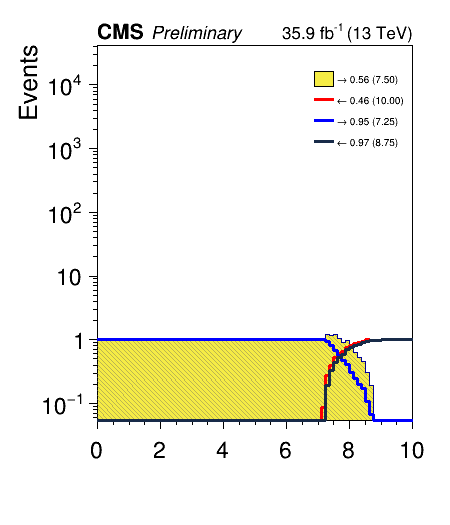 CMS Preliminary 35.9 fb⁻¹ (13 TeV)
Events
→ 0.56 (7.50)
← 0.46 (10.00)
→ 0.95 (7.25)
← 0.97 (8.75)
10⁴
10³
10²
10
1
10⁻¹
0 2 4 6 8 10